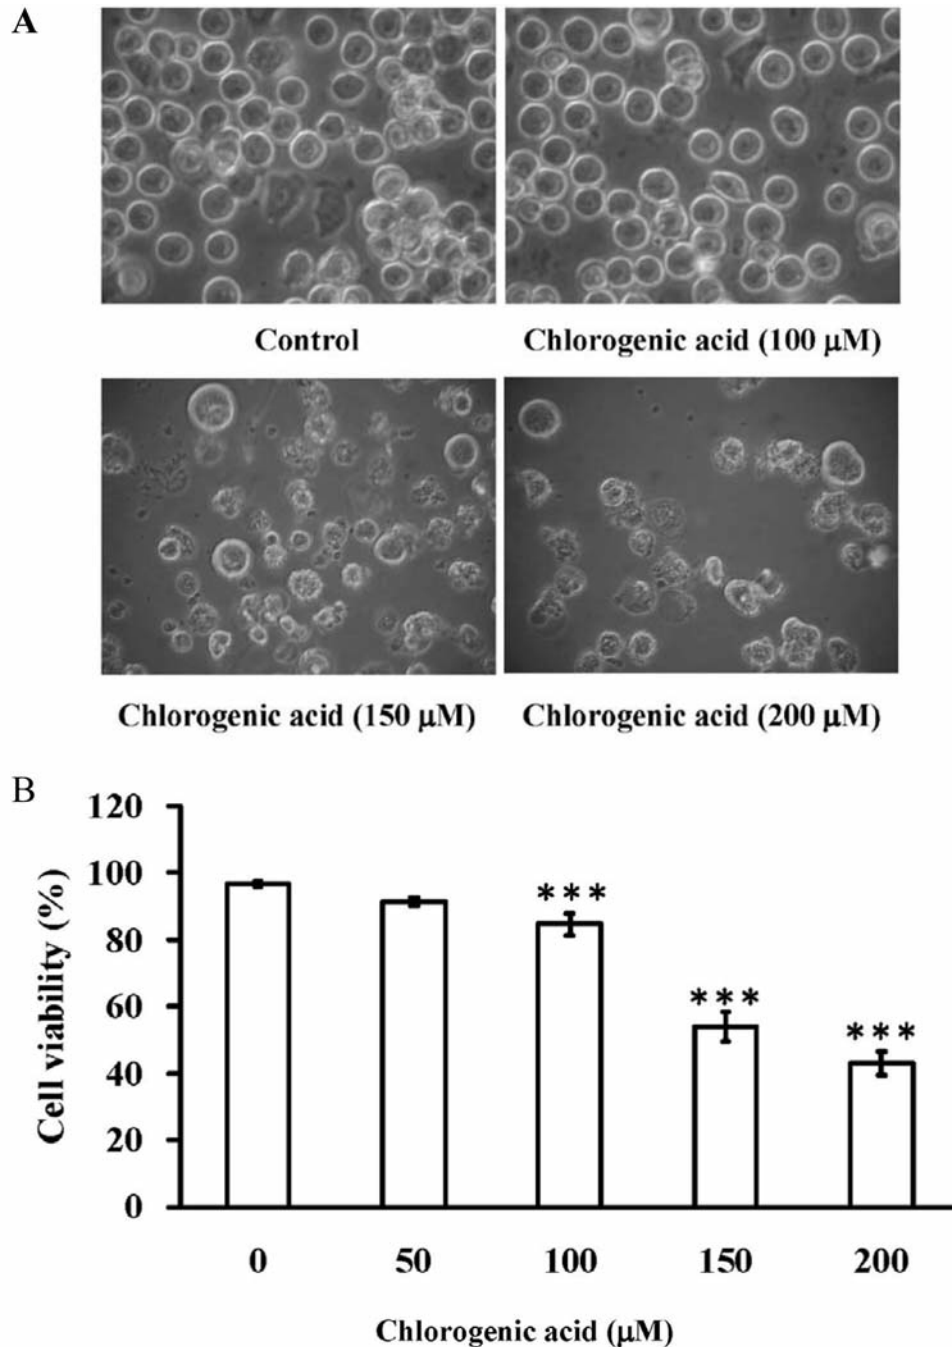 A
Control
Chlorogenic acid (100 μM)
Chlorogenic acid (150 μM)
Chlorogenic acid (200 μM)
B
Cell viability (%)
120
100
80
60
40
20
0
***
***
***
0 50 100 150 200
Chlorogenic acid (μM)